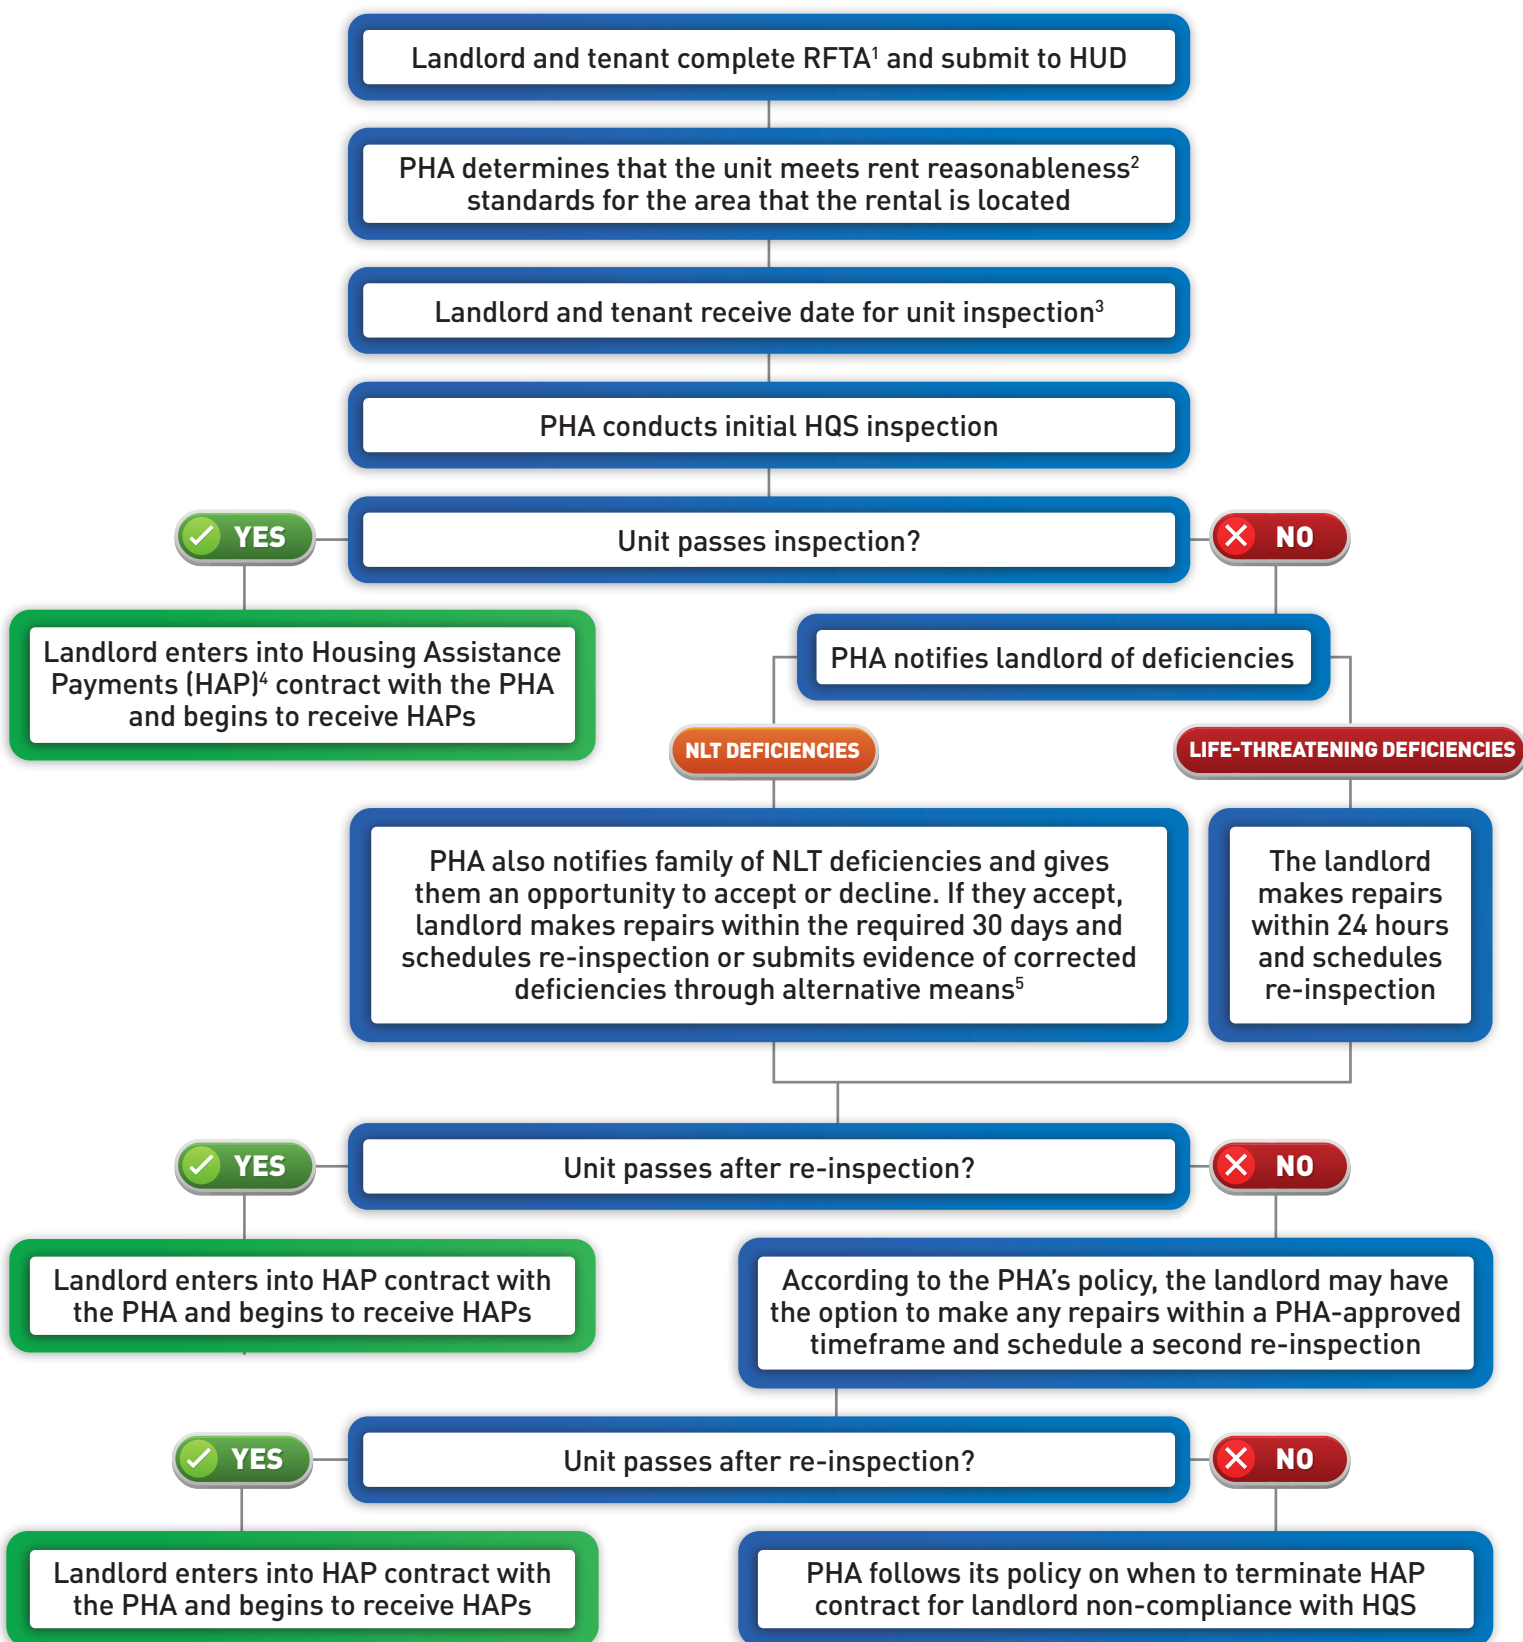 Landlord and tenant complete RFTA¹ and submit to HUD
PHA determines that the unit meets rent reasonableness²
standards for the area that the rental is located
Landlord and tenant receive date for unit inspection³
PHA conducts initial HQS inspection
YES
Unit passes inspection?
NO
Landlord enters into Housing Assistance
Payments (HAP)⁴ contract with the PHA
and begins to receive HAPs
PHA notifies landlord of deficiencies
NLT DEFICIENCIES
LIFE-THREATENING DEFICIENCIES
PHA also notifies family of NLT deficiencies and gives
them an opportunity to accept or decline. If they accept,
landlord makes repairs within the required 30 days and
schedules re-inspection or submits evidence of corrected
deficiencies through alternative means⁵
The landlord
makes repairs
within 24 hours
and schedules
re-inspection
YES
Unit passes after re-inspection?
NO
Landlord enters into HAP contract with
the PHA and begins to receive HAPs
According to the PHA’s policy, the landlord may have
the option to make any repairs within a PHA-approved
timeframe and schedule a second re-inspection
YES
Unit passes after re-inspection?
NO
Landlord enters into HAP contract with
the PHA and begins to receive HAPs
PHA follows its policy on when to terminate HAP
contract for landlord non-compliance with HQS